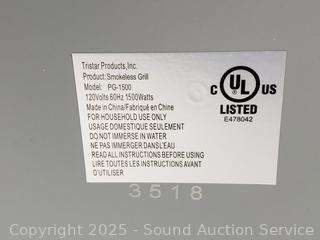 Tristar Products, Inc.
Product: Smokeless Grill
Model: PG-1500
120Volts 60Hz 1500Watts
Made in China/Fabriqué en Chine
FOR HOUSEHOLD USE ONLY
USAGE DOMESTIQUE SEULEMENT
DO NOT IMMERSE IN WATER
NE PAS IMMERGER DANS L'EAU
READ ALL INSTRUCTIONS BEFORE USE
LIRE TOUTES LES INSTRUCTIONS AVANT
D'UTILISER
C UL US
LISTED
E478042
3518
Copyright © 2025 - Sound Auction Service